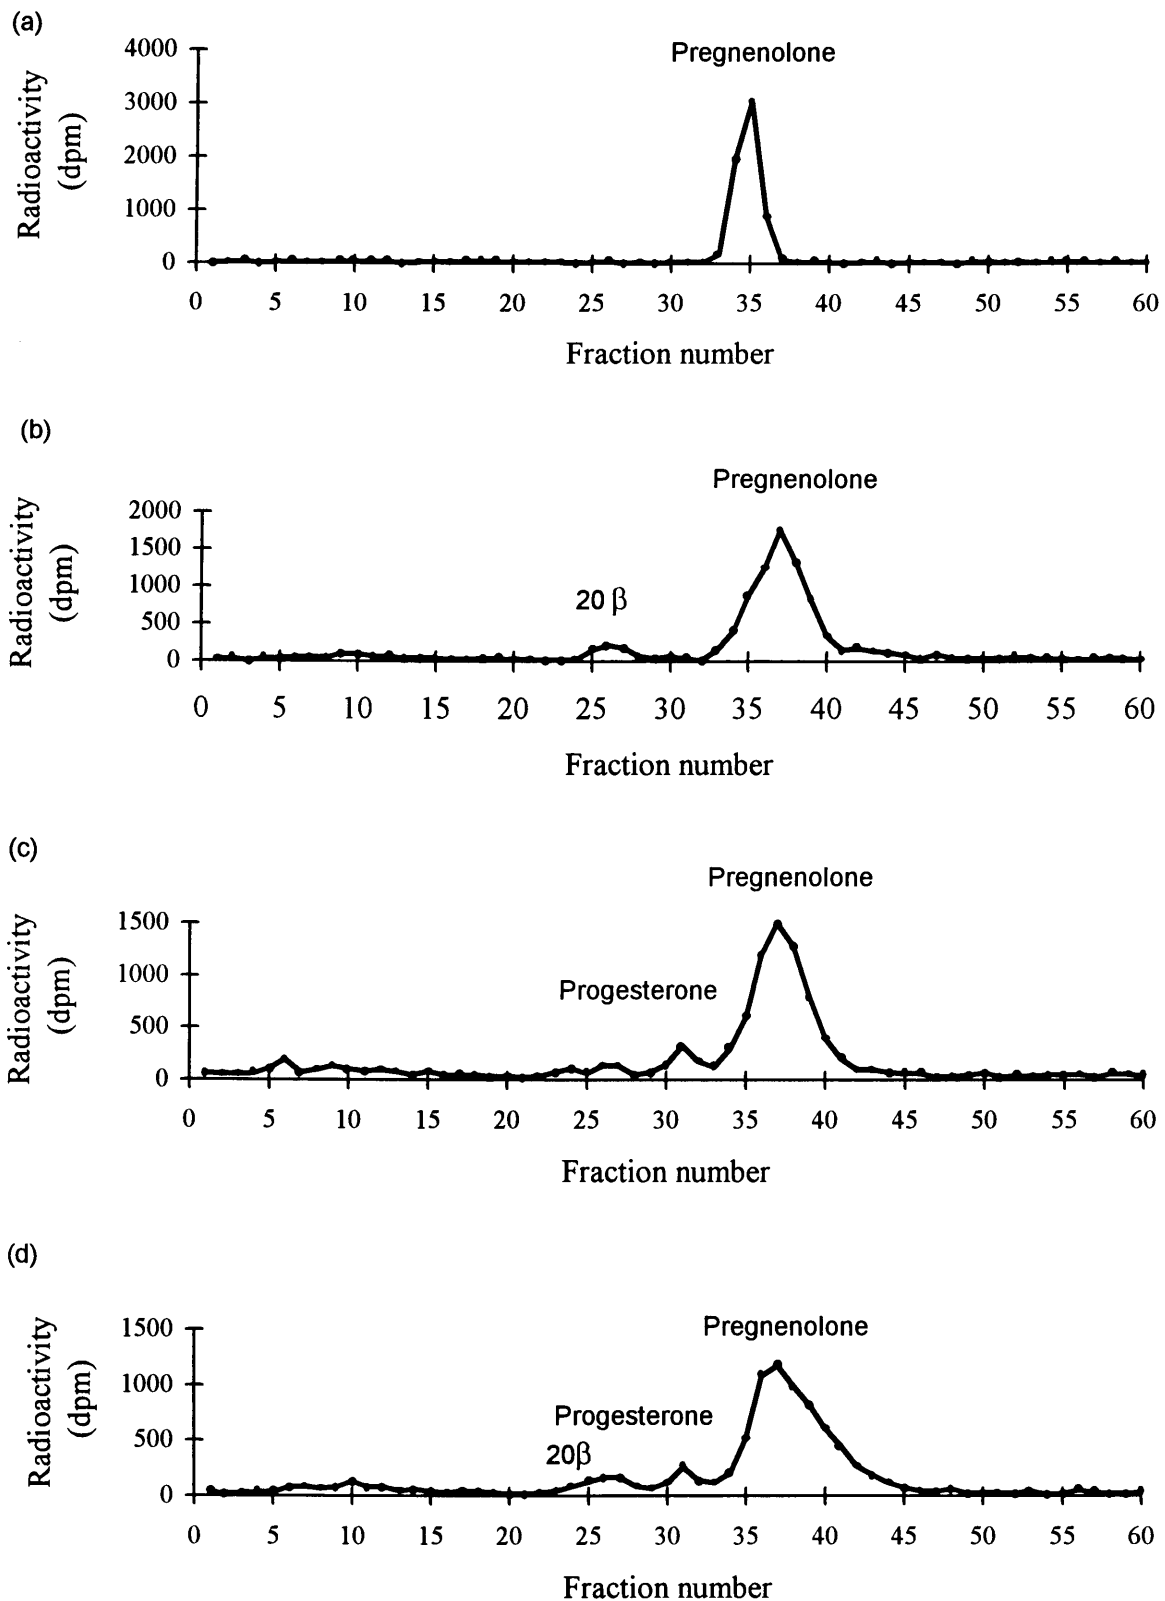 (a)
Pregnenolone
Radioactivity
(dpm)
4000
3000
2000
1000
0
0 5 10 15 20 25 30 35 40 45 50 55 60
Fraction number
(b)
Pregnenolone
20 β
Radioactivity
(dpm)
2000
1500
1000
500
0
0 5 10 15 20 25 30 35 40 45 50 55 60
Fraction number
(c)
Pregnenolone
Progesterone
Radioactivity
(dpm)
1500
1000
500
0
0 5 10 15 20 25 30 35 40 45 50 55 60
Fraction number
(d)
Pregnenolone
Progesterone
20β
Radioactivity
(dpm)
1500
1000
500
0
0 5 10 15 20 25 30 35 40 45 50 55 60
Fraction number